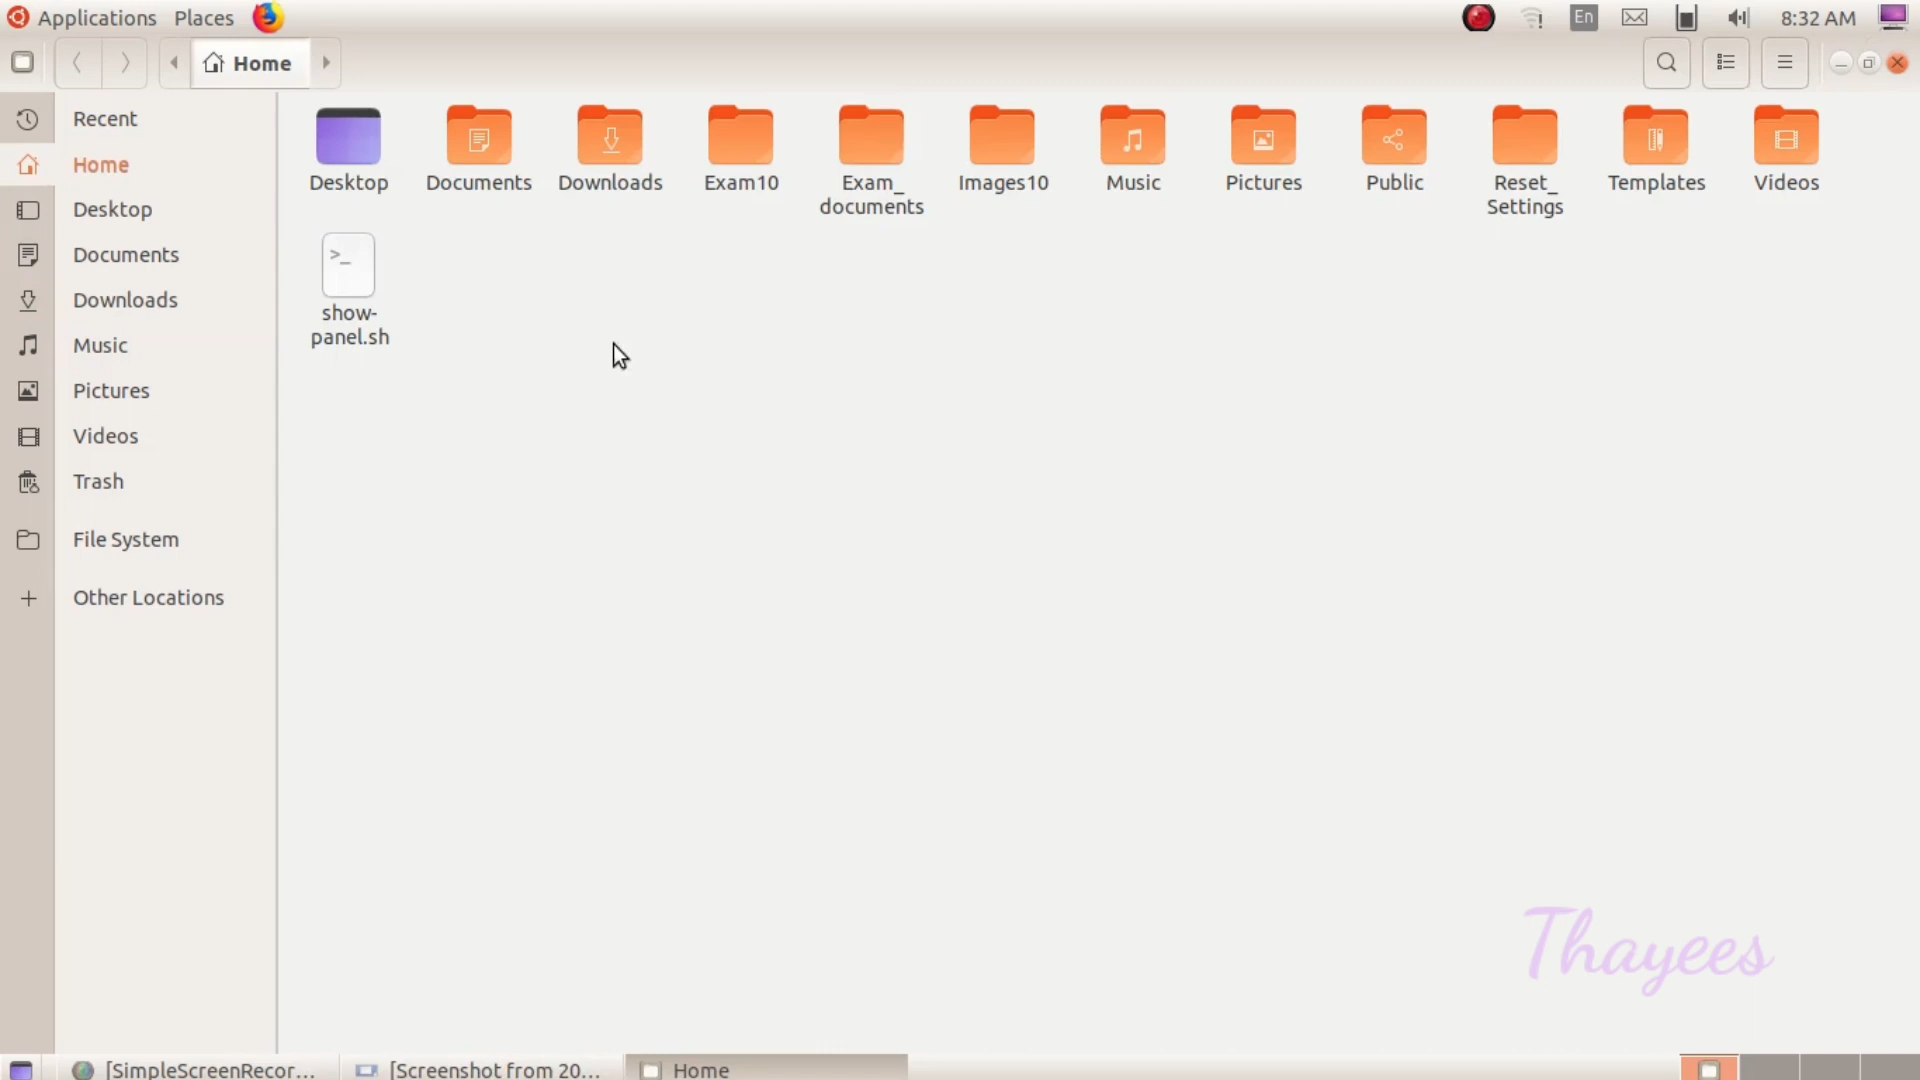 Applications Places En 8:32 AM
Home
Recent
Home
Desktop
Documents
Downloads
Music
Pictures
Videos
Trash
File System
Other Locations
Desktop Documents Downloads Exam10 Exam_ Images10 Music Pictures Public Reset_ Templates Videos
documents Settings
>_
show-
panel.sh
Thayees
[SimpleScreenRecor... [Screenshot from 20... Home